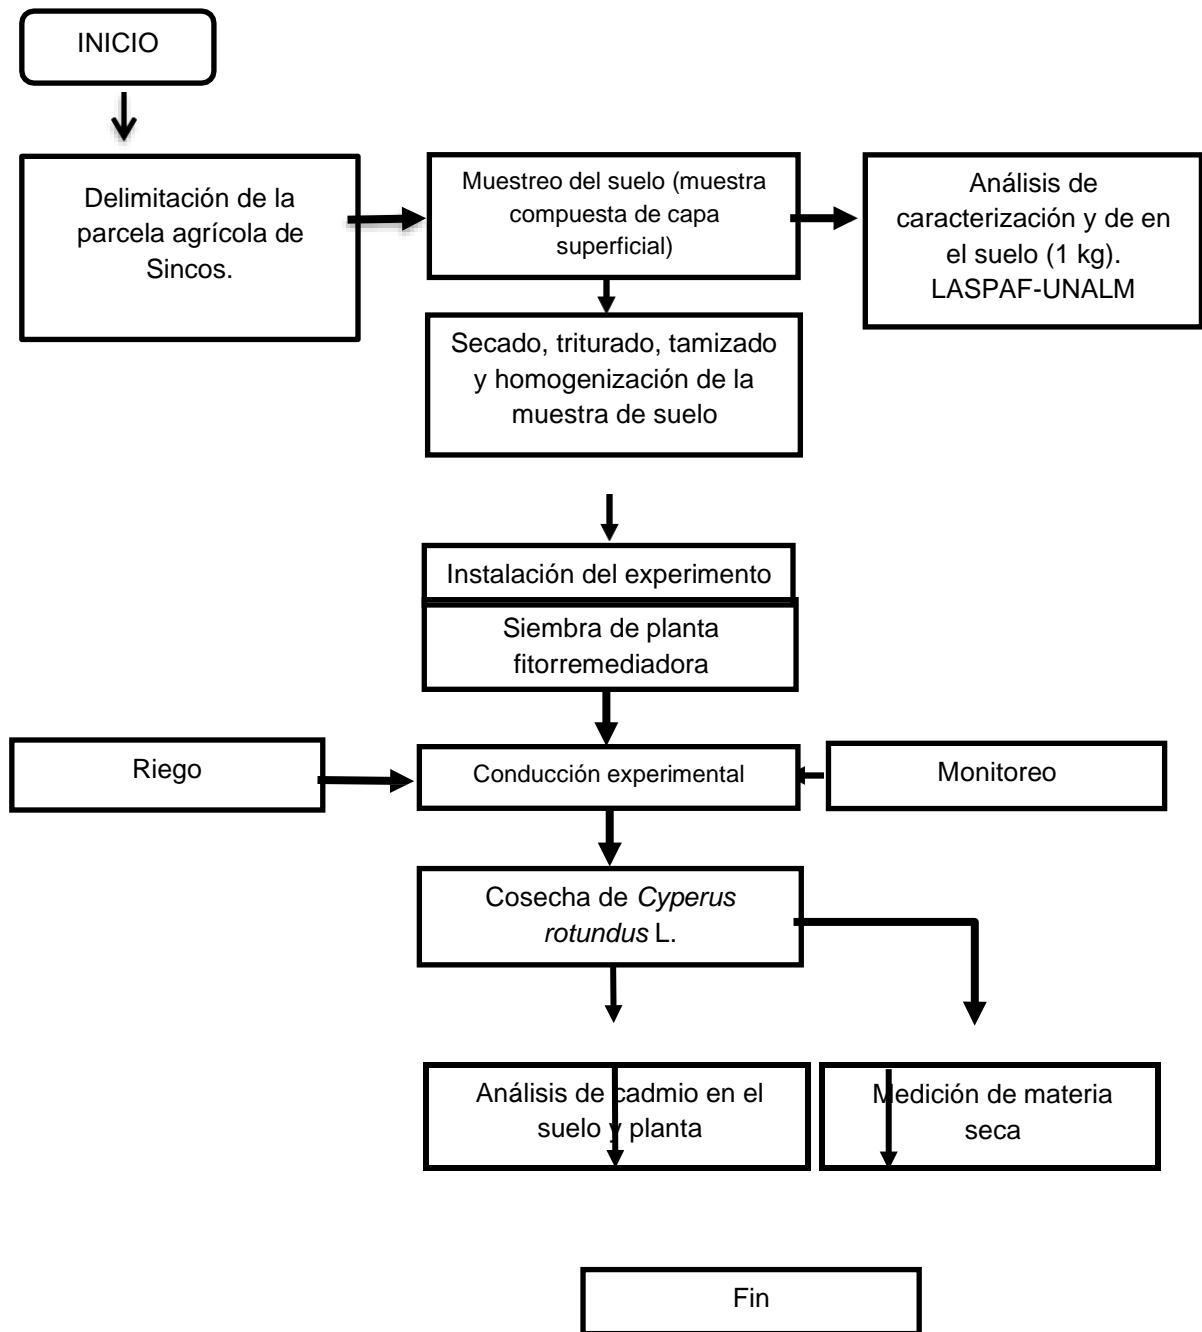 INICIO
Delimitación de la
parcela agrícola de
Sincos.
Muestreo del suelo (muestra
compuesta de capa
superficial)
Análisis de
caracterización y de en
el suelo (1 kg).
LASPAF-UNALM
Secado, triturado, tamizado
y homogenización de la
muestra de suelo
Instalación del experimento
Siembra de planta
fitorremediadora
Riego
Conducción experimental
Monitoreo
Cosecha de Cyperus
rotundus L.
Análisis de cadmio en el
suelo y planta
Medición de materia
seca
Fin